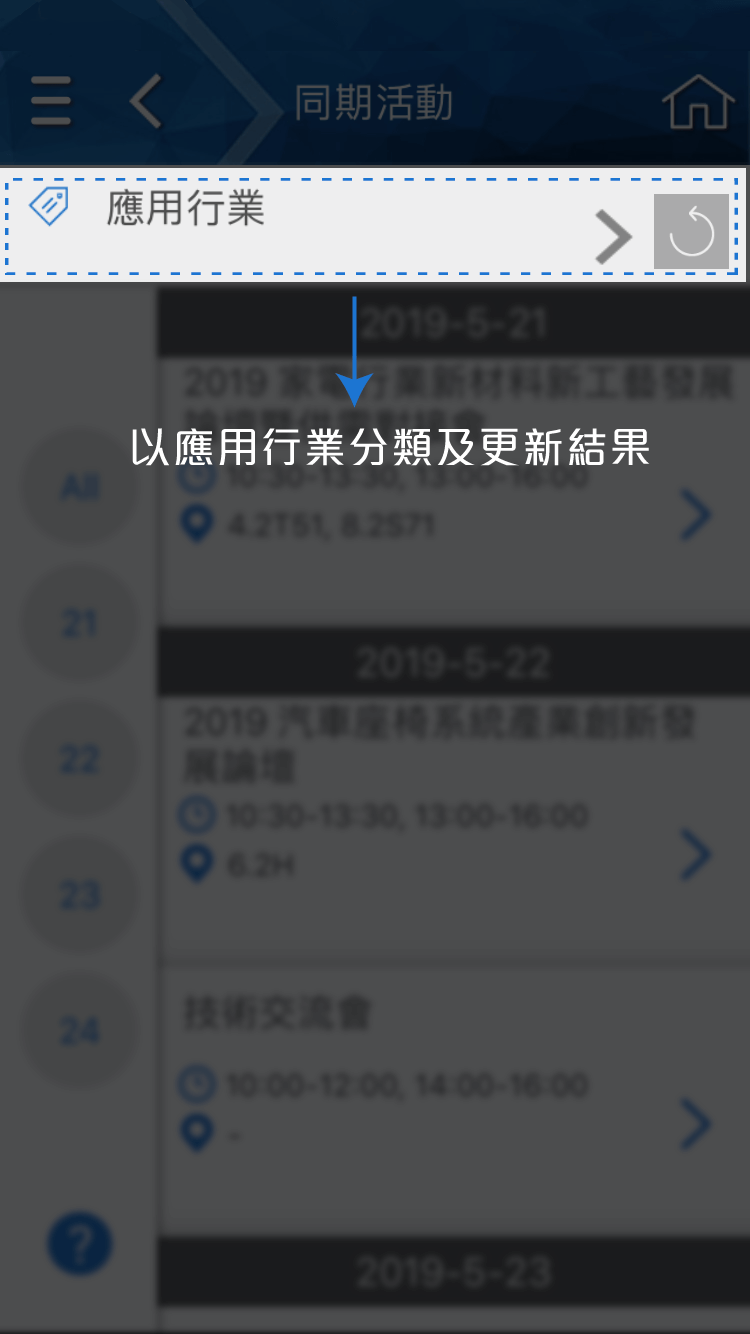 同期活動
應用行業
2019-5-21
2019 家電行業新材料新工藝發展
以應用行業分類及更新結果
10:30-13:30, 13:00-16:00
4.2T51, 8.2S71
All
21
22
23
24
2019-5-22
2019 汽車座椅系統產業創新發
展論壇
10:30-13:30, 13:00-16:00
6.2H
技術交流會
10:00-12:00, 14:00-16:00
-
?
2019-5-23